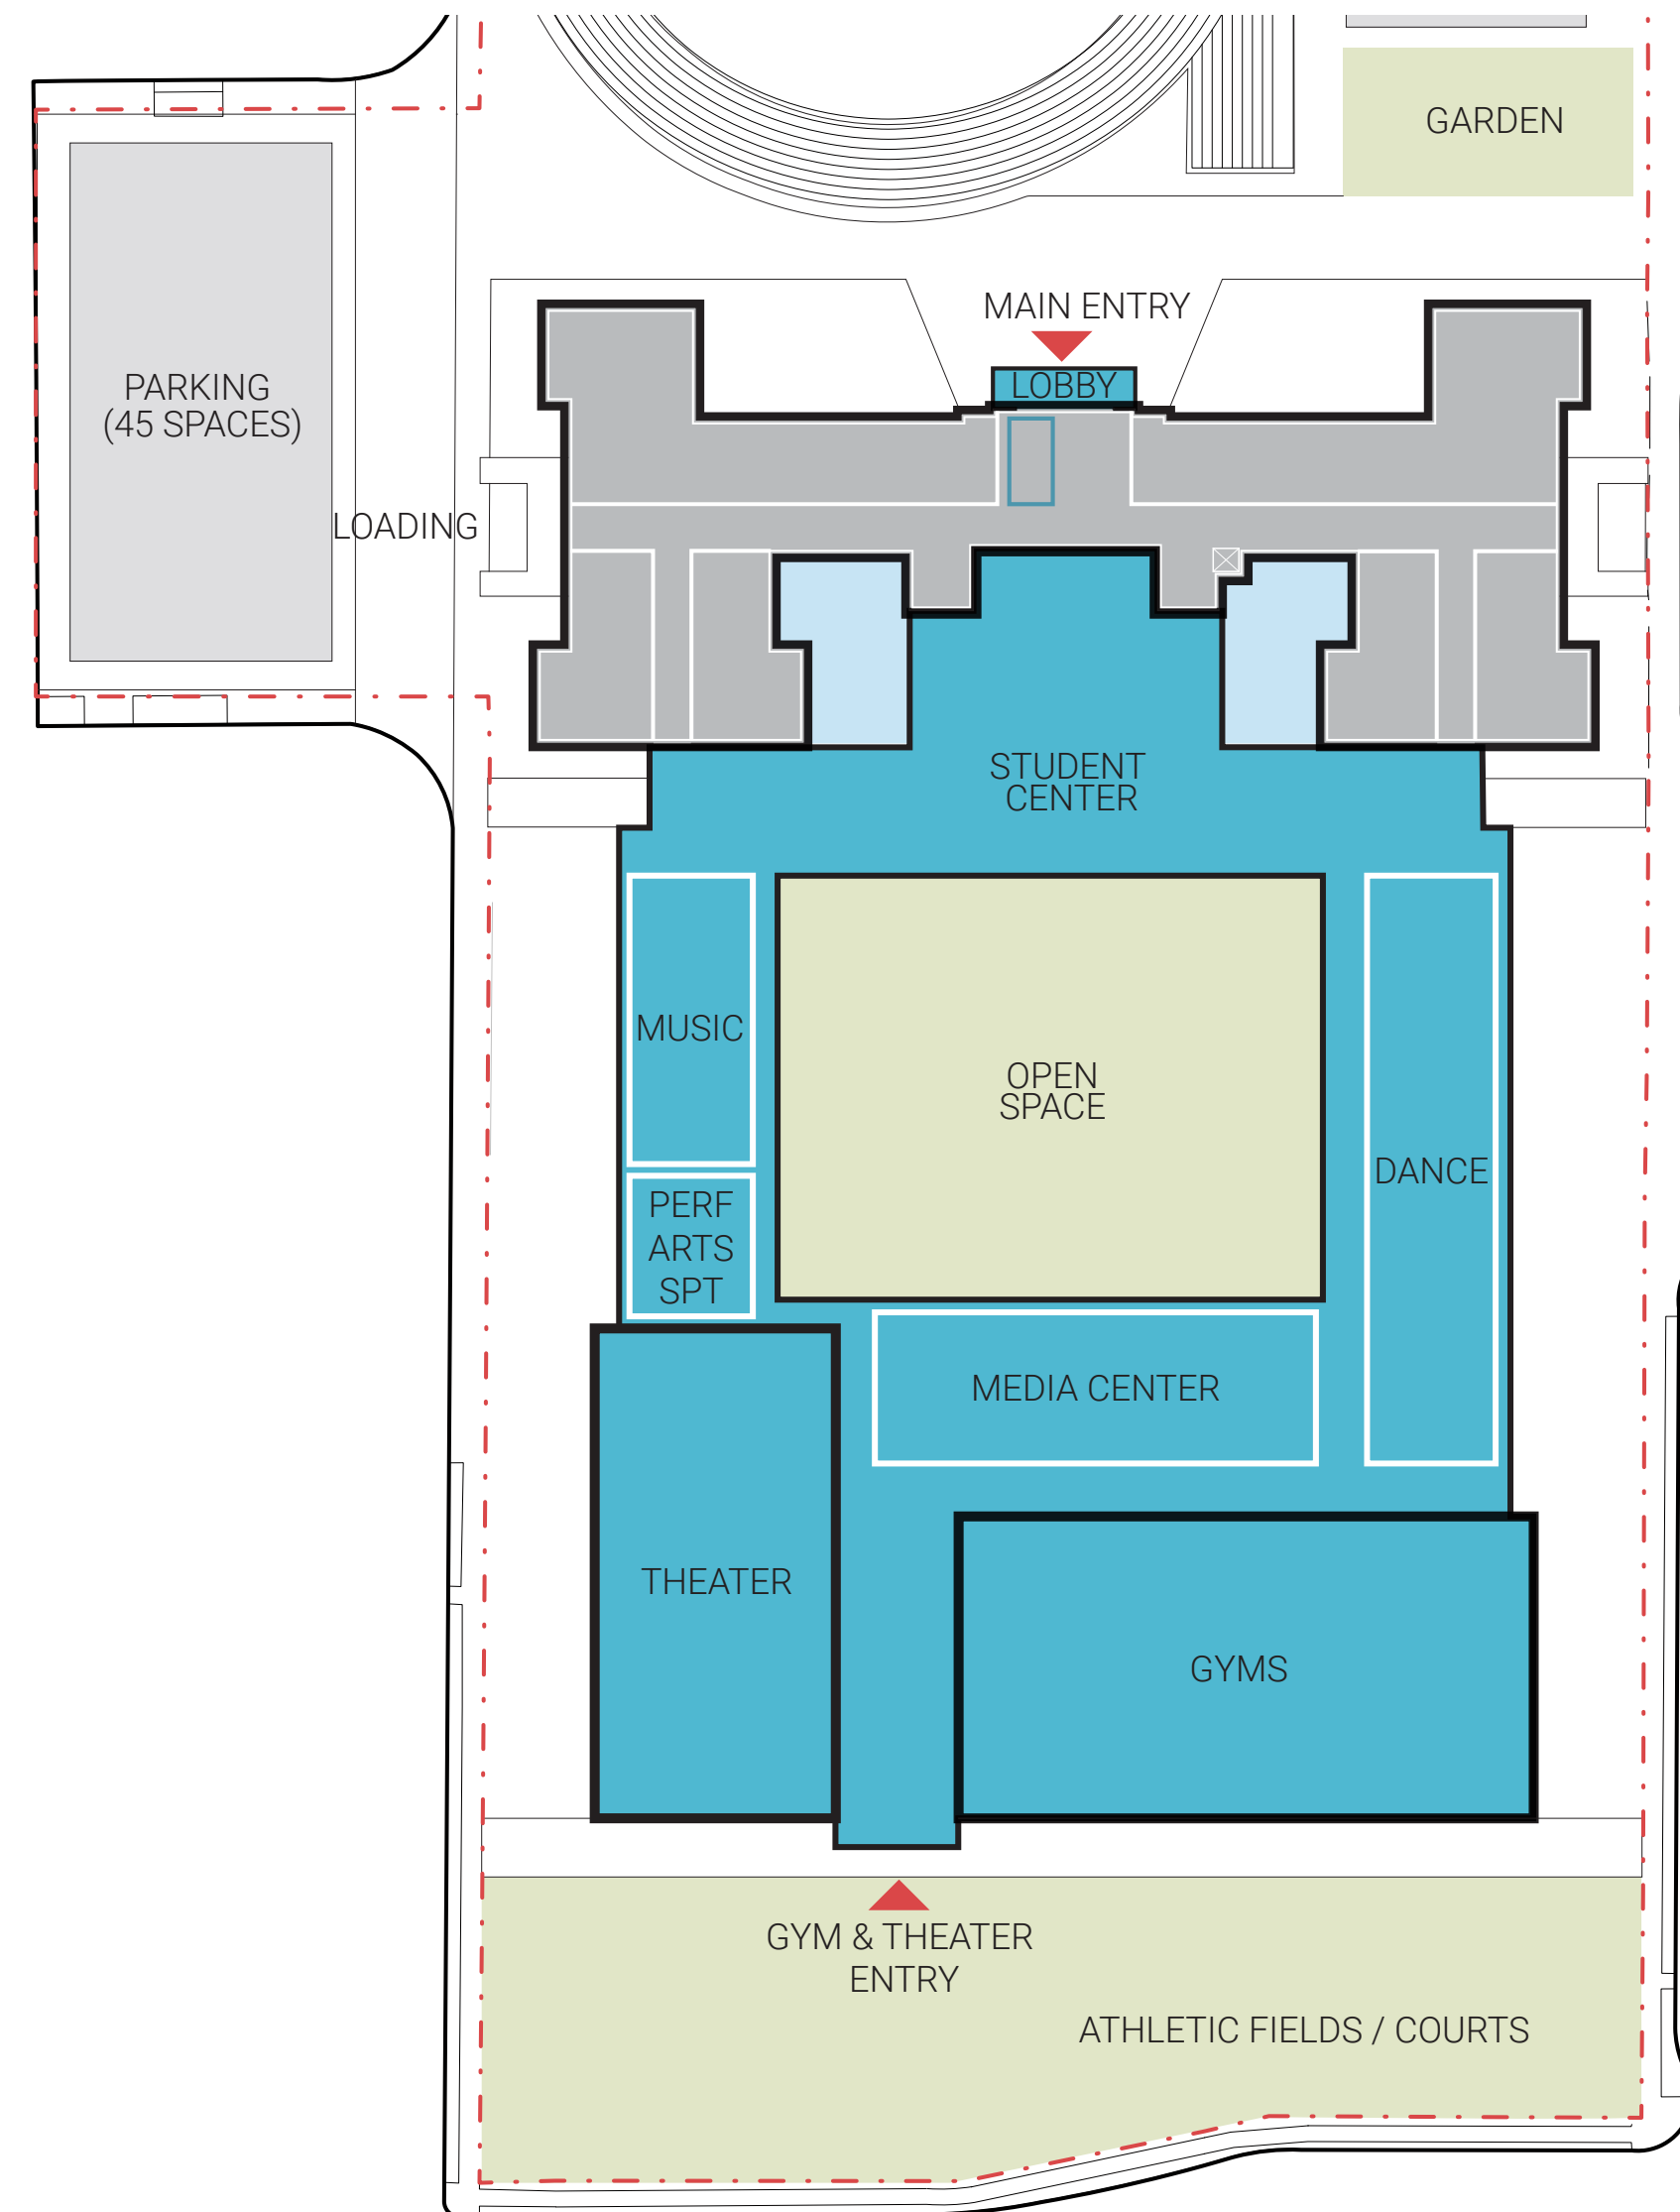 GARDEN
MAIN ENTRY
LOBBY
PARKING
(45 SPACES)
LOADING
STUDENT
CENTER
MUSIC
OPEN
SPACE
DANCE
PERF
ARTS
SPT
MEDIA CENTER
THEATER
GYMS
GYM & THEATER
ENTRY
ATHLETIC FIELDS / COURTS